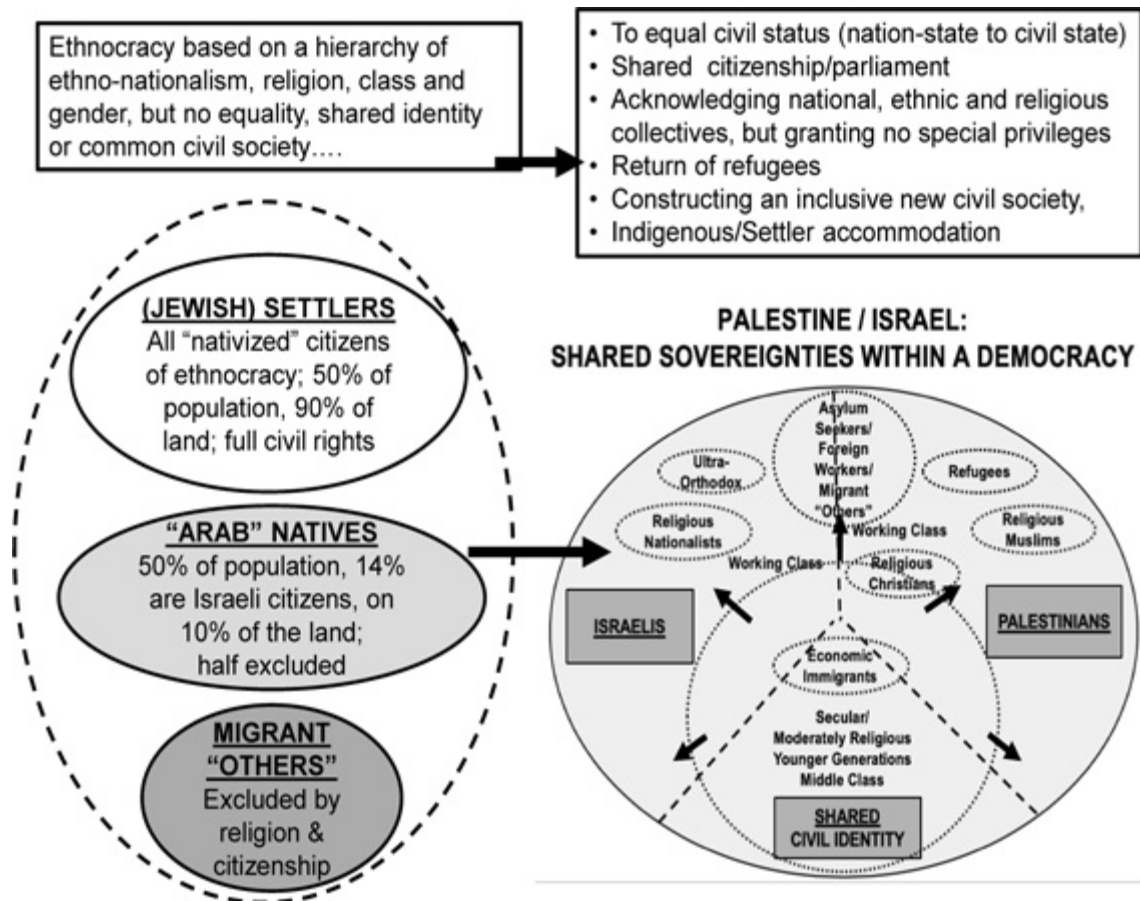 Ethnocracy based on a hierarchy of
ethno-nationalism, religion, class and
gender, but no equality, shared identity
or common civil society….
• To equal civil status (nation-state to civil state)
• Shared citizenship/parliament
• Acknowledging national, ethnic and religious
collectives, but granting no special privileges
• Return of refugees
• Constructing an inclusive new civil society,
• Indigenous/Settler accommodation
(JEWISH) SETTLERS
All “nativized” citizens
of ethnocracy; 50% of
population, 90% of
land; full civil rights
“ARAB” NATIVES
50% of population, 14%
are Israeli citizens, on
10% of the land;
half excluded
MIGRANT
“OTHERS”
Excluded by
religion &
citizenship
PALESTINE / ISRAEL:
SHARED SOVEREIGNTIES WITHIN A DEMOCRACY
Asylum
Seekers/
Foreign
Workers/
Migrant
“Others”
Ultra-
Orthodox
Refugees
Religious
Nationalists
Religious
Muslims
Working Class
Working Class
Religious
Christians
ISRAELIS
PALESTINIANS
Economic
Immigrants
Secular/
Moderately Religious
Younger Generations
Middle Class
SHARED
CIVIL IDENTITY